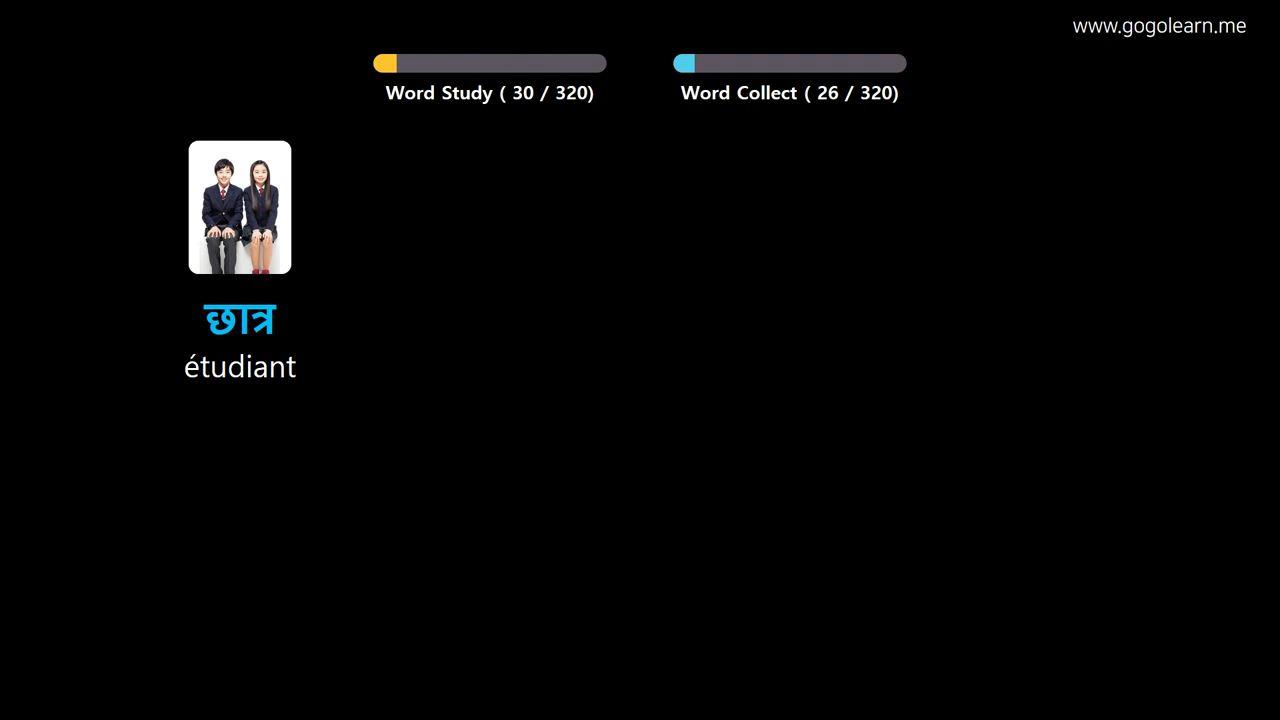 www.gogolearn.me
Word Study ( 30 / 320)
Word Collect ( 26 / 320)
छात्र
étudiant